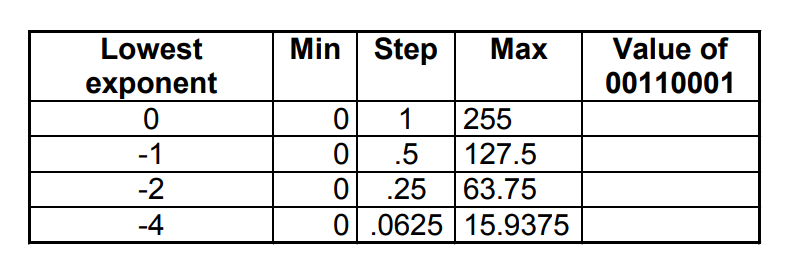 Lowest exponent Min Step Max Value of 00110001
0 0 1 255
-1 0 .5 127.5
-2 0 .25 63.75
-4 0 .0625 15.9375